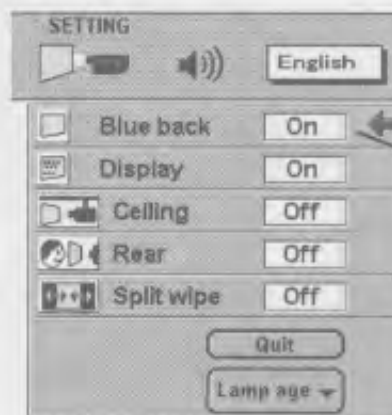 SETTING
English
Blue back On
Display On
Ceiling Off
Rear Off
Split wipe Off
Quit
Lamp age